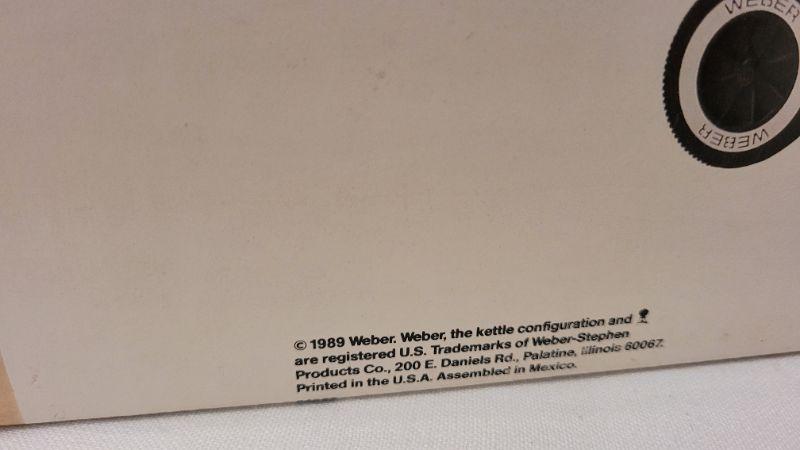 WEBER
WEBER
© 1989 Weber. Weber, the kettle configuration and
are registered U.S. Trademarks of Weber-Stephen
Products Co., 200 E. Daniels Rd., Palatine, Illinois 60067.
Printed in the U.S.A. Assembled in Mexico.